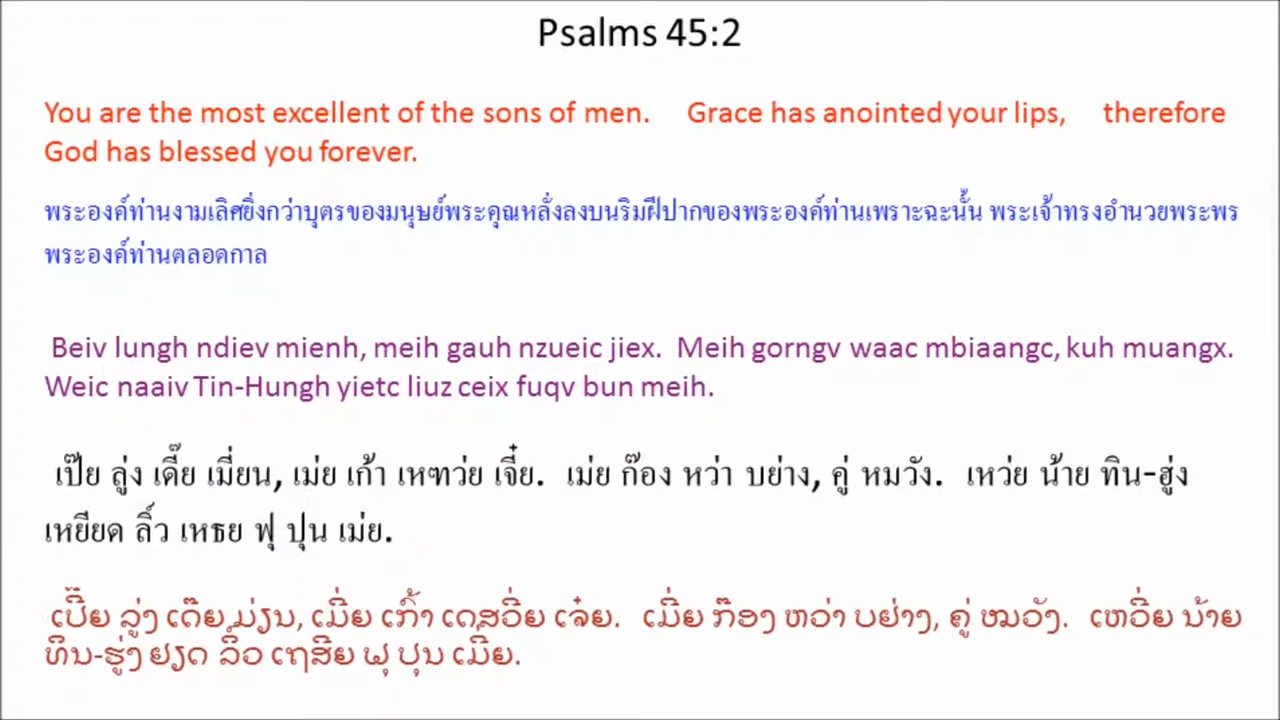 Psalms 45:2
You are the most excellent of the sons of men. Grace has anointed your lips, therefore
God has blessed you forever.
พระองค์ท่านงามเลิศยิ่งกว่าบุตรของมนุษย์พระคุณหลั่งลงบนริมฝีปากของพระองค์ท่านเพราะฉะนั้น พระเจ้าทรงอำนวยพระพร
พระองค์ท่านตลอดกาล
Beiv lungh ndiev mienh, meih gauh nzueic jiex. Meih gorngv waac mbiaangc, kuh muangx.
Weic naaiv Tin-Hungh yietc liuz ceix fuqv bun meih.
เป๊ย ลู่ง เดี๊ย เมี่ยน, เม่ย เก้า เหฑว่ย เจี๋ย. เม่ย ก๊อง หว่า บย่าง, คู่ หมวัง. เหว่ย น้าย ทิน-ฮู่ง
เหยียด ลิ์ว เหธย ฟุ ปุน เม่ย.
ເປີ໊ຍ ລູ່ງ ເດ໊ຍ ມ່ຽນ, ເມີ່ຍ ເກົ້າ ເດສວີ່ຍ ເຈ໋ຍ. ເມີ່ຍ ກ໊ອງ ຫວ່າ ບຢ່າງ, ຄູ່ ໝວັງ. ເຫວີ່ຍ ນ້າຍ
ທິນ-ຮູ່ງ ຢຽດ ລິ໌ວ ເຖສີຍ ຟຸ ປຸນ ເມີ່ຍ.